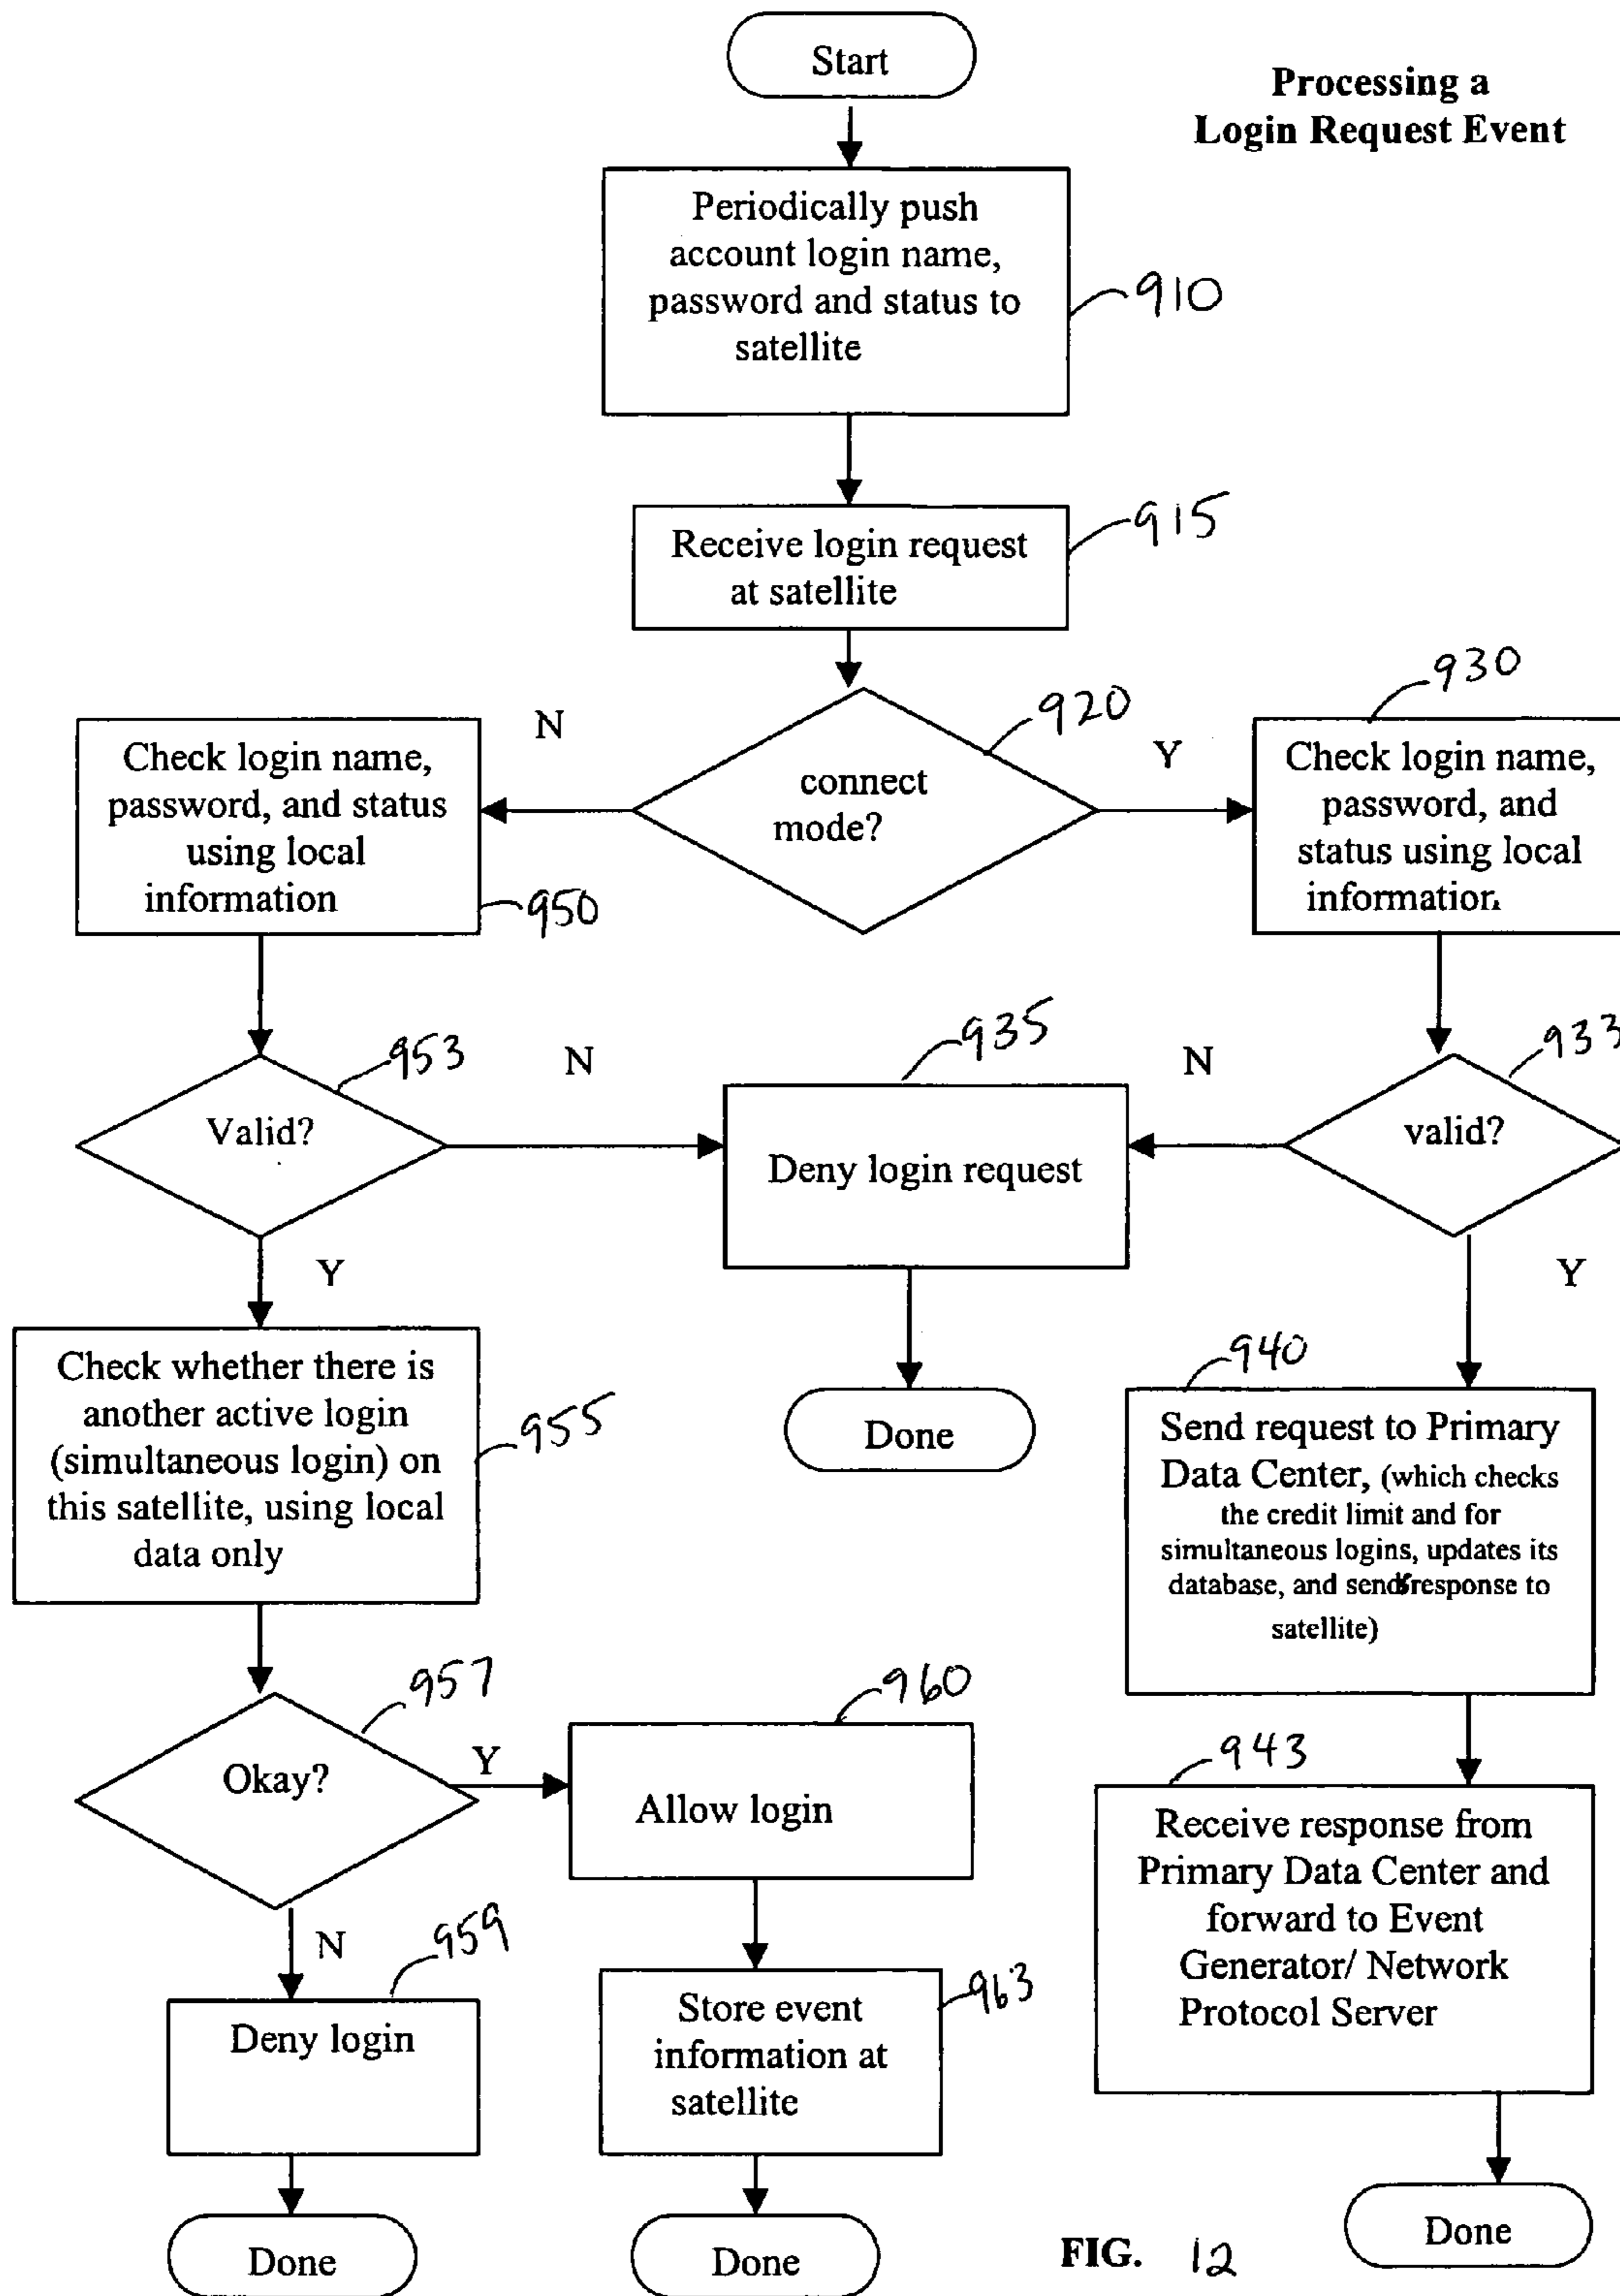 Start
Processing a
Login Request Event
Periodically push
account login name,
password and status to
satellite
910
Receive login request
at satellite
915
930
920
N
Y
connect
mode?
Check login name,
password, and status
using local
information
950
Check login name,
password, and
status using local
information
935
933
953
N
N
Valid?
Deny login request
valid?
Y
Y
Done
Check whether there is
another active login
(simultaneous login) on
this satellite, using local
data only
955
940
Send request to Primary
Data Center, (which checks
the credit limit and for
simultaneous logins, updates its
database, and sends response to
satellite)
957
960
Okay?
Y
Allow login
943
Receive response from
Primary Data Center and
forward to Event
Generator/ Network
Protocol Server
N
959
Deny login
963
Store event
information at
satellite
Done
Done
Done
FIG. 12